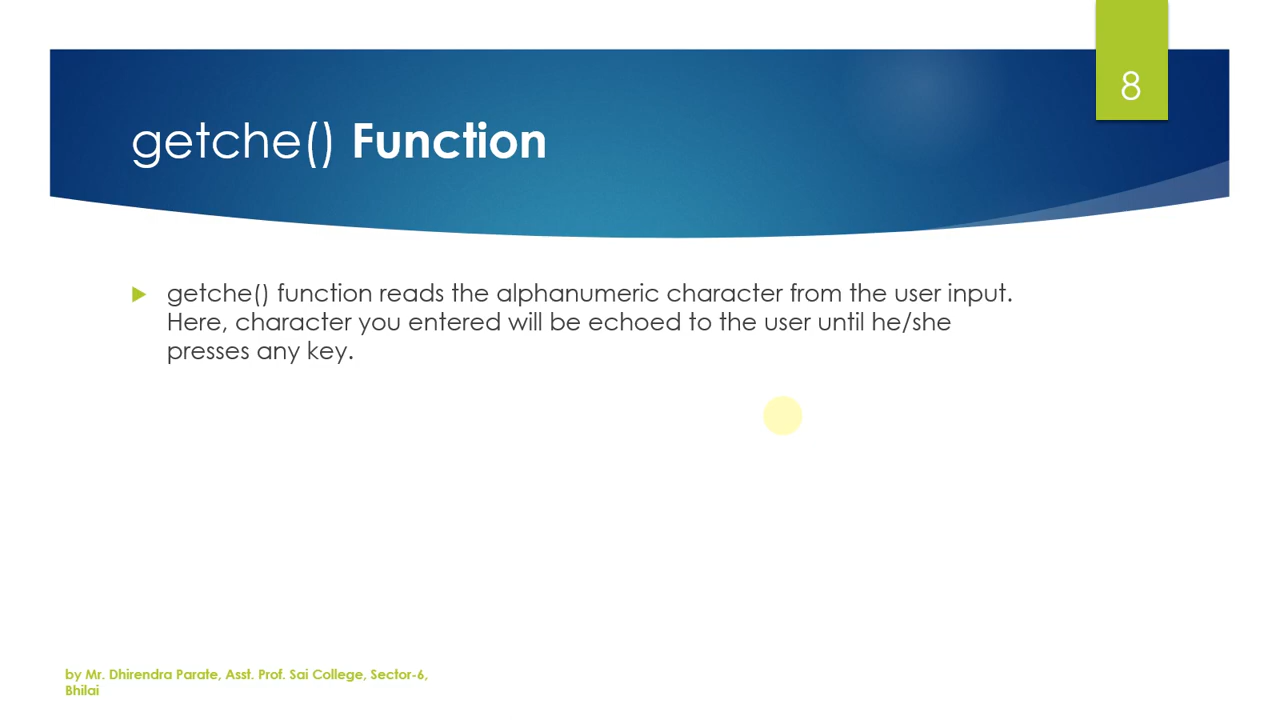 8
getche() Function
getche() function reads the alphanumeric character from the user input.
Here, character you entered will be echoed to the user until he/she
presses any key.
by Mr. Dhirendra Parate, Asst. Prof. Sai College, Sector-6,
Bhilai